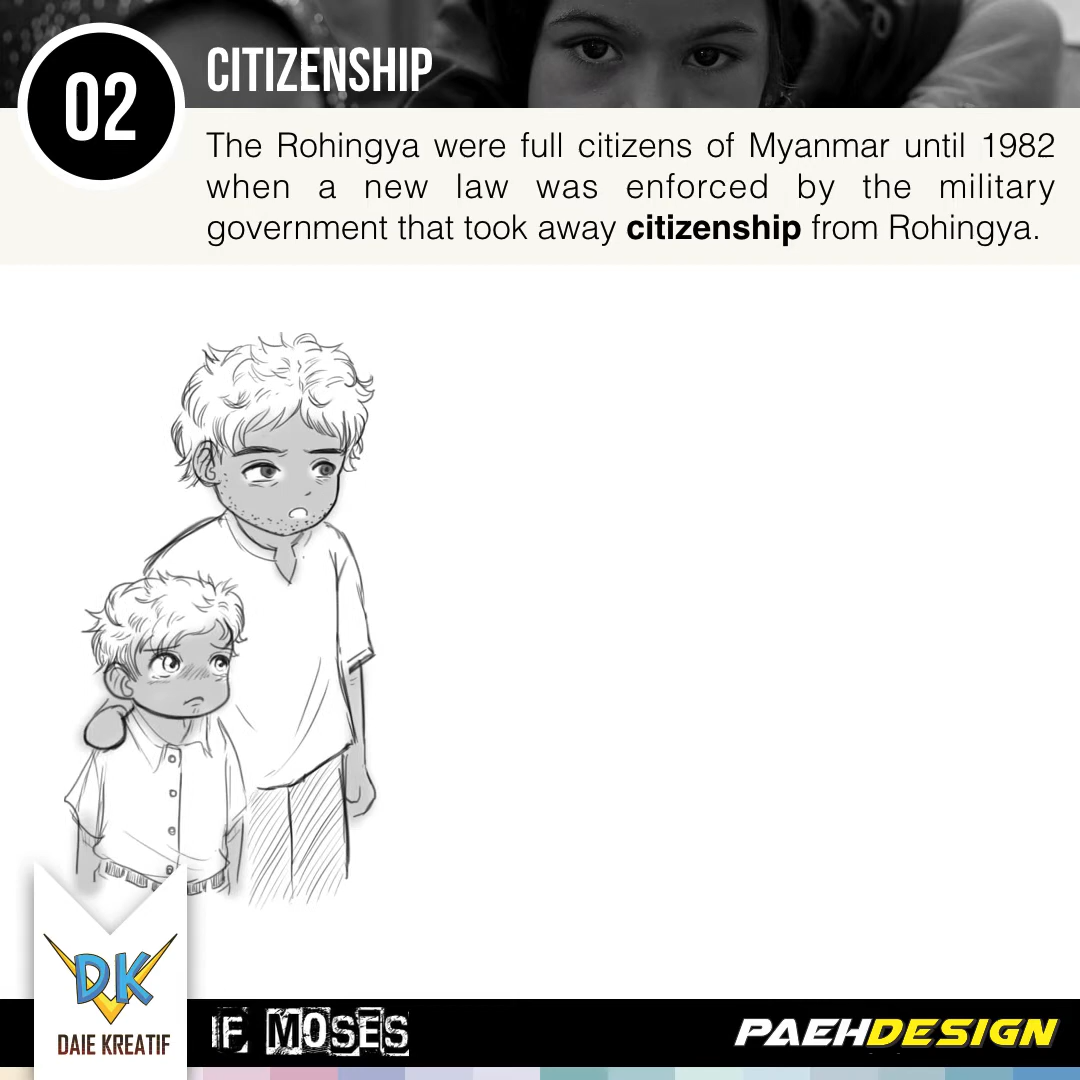 02
CITIZENSHIP
The Rohingya were full citizens of Myanmar until 1982
when a new law was enforced by the military
government that took away citizenship from Rohingya.
DK
DAIE KREATIF
IF MOSES
PAEHDESIGN